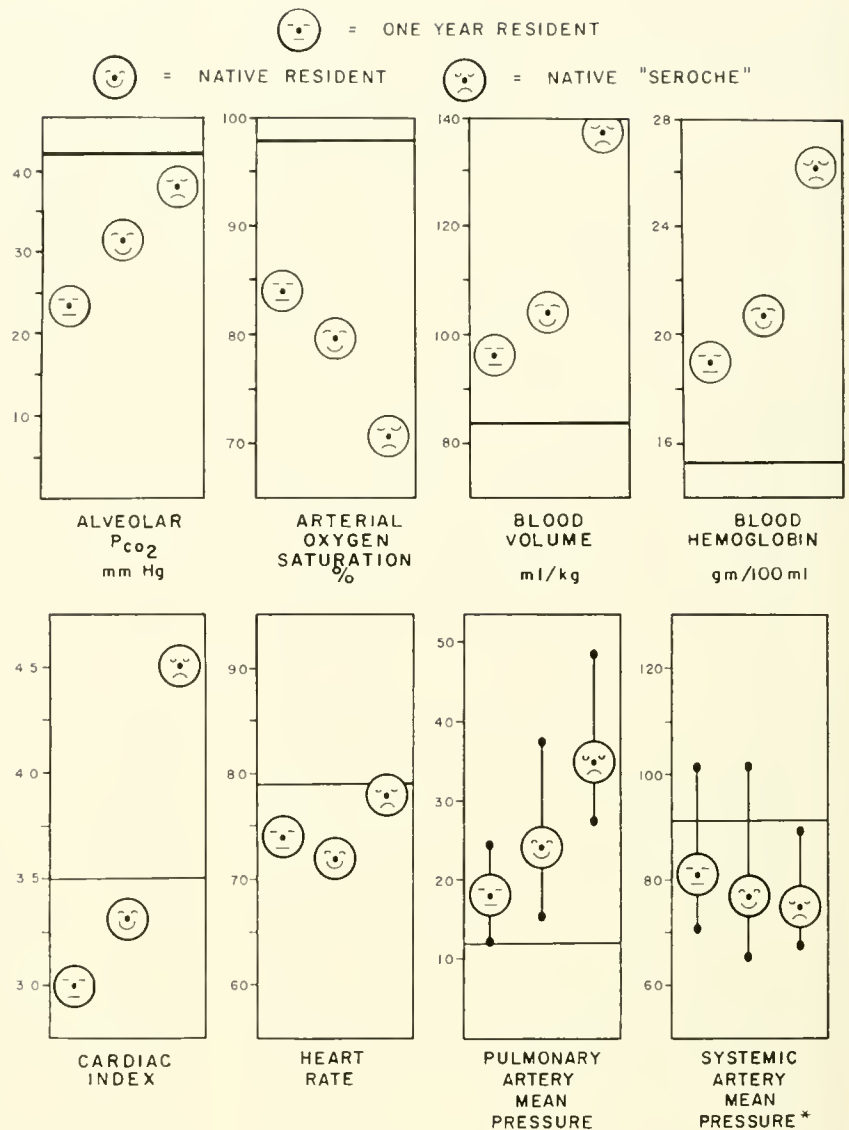 = ONE YEAR RESIDENT
= NATIVE RESIDENT
= NATIVE "SEROCHE"
40
30
20
10
ALVEOLAR
PCO2
mm Hg
100
90
80
70
ARTERIAL
OXYGEN
SATURATION
%
140
120
100
80
BLOOD
VOLUME
ml/kg
28
24
20
16
BLOOD
HEMOGLOBIN
gm/100 ml
4 5
4 0
3 5
3 0
CARDIAC
INDEX
90
80
70
60
HEART
RATE
50
40
30
20
10
PULMONARY
ARTERY
MEAN
PRESSURE
120
100
80
60
SYSTEMIC
ARTERY
MEAN
PRESSURE*